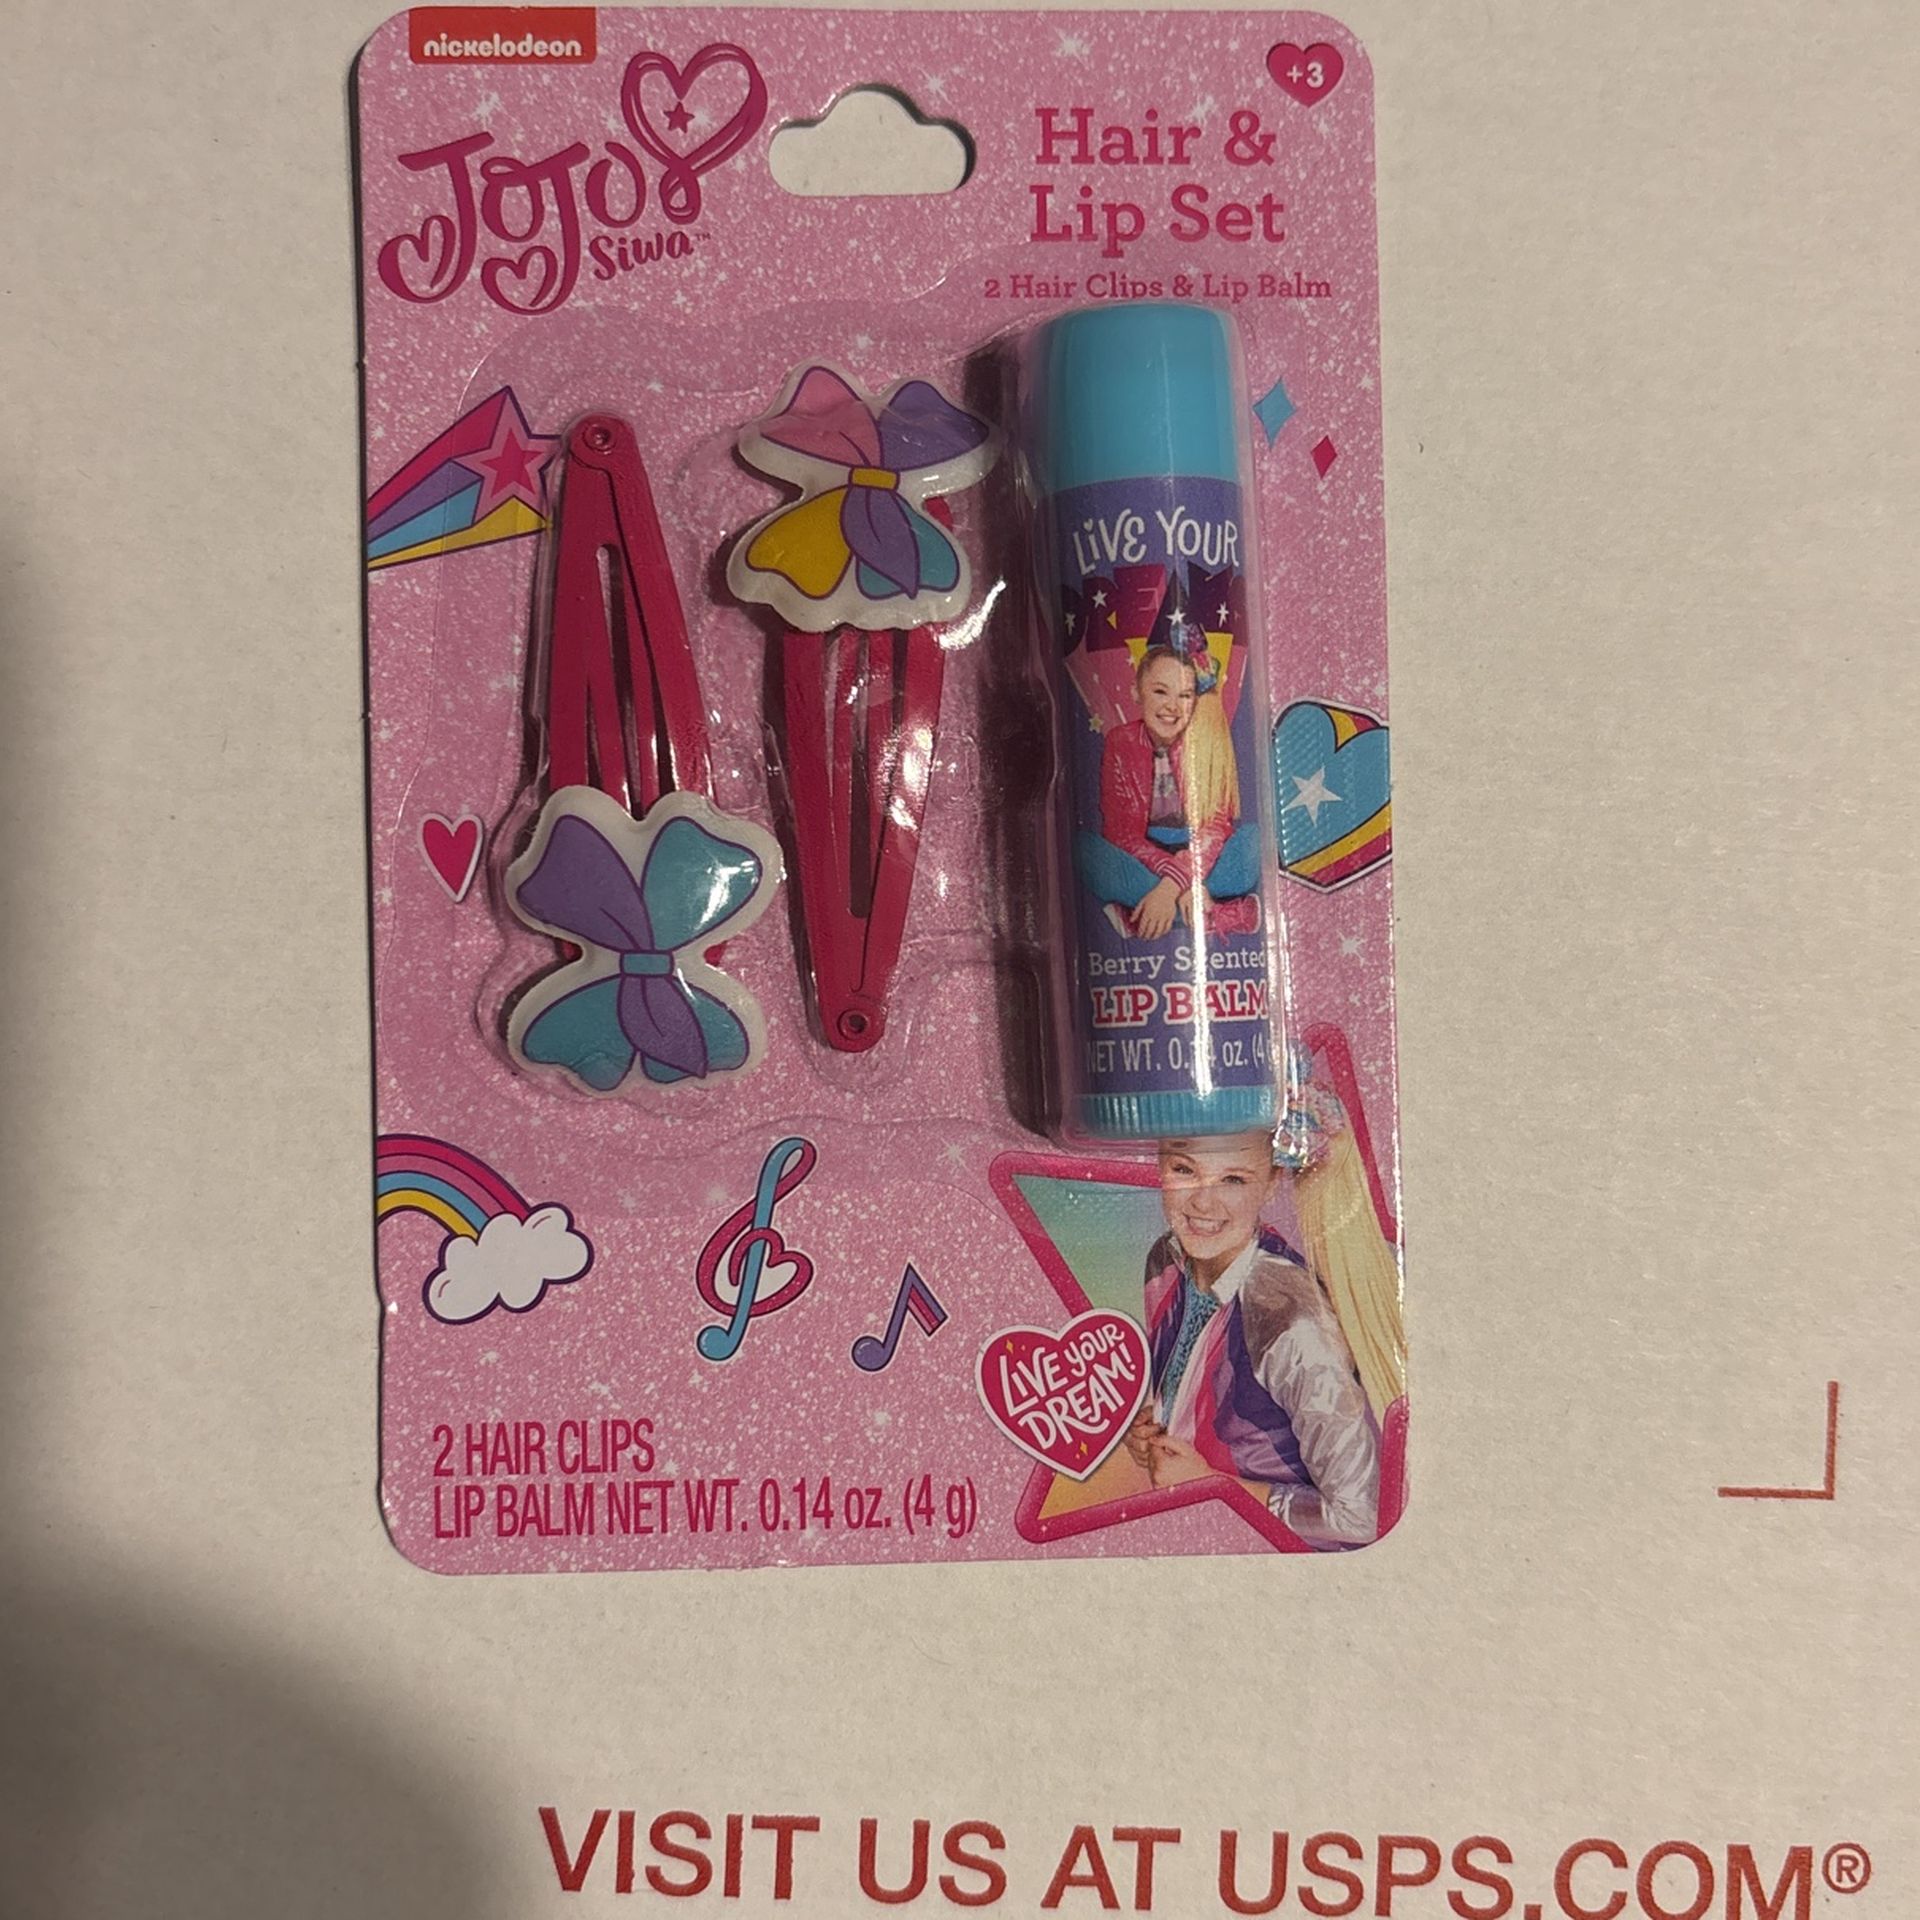 nickelodeon
JoJo
Siwa™
+3
Hair &
Lip Set
2 Hair Clips & Lip Balm
LIVE YOUR
Berry Scented
LIP BALM
NET WT. 0.14 oz. (4
LIVE YOUR
DREAM!
2 HAIR CLIPS
LIP BALM NET WT. 0.14 oz. (4 g)
VISIT US AT USPS.COM®